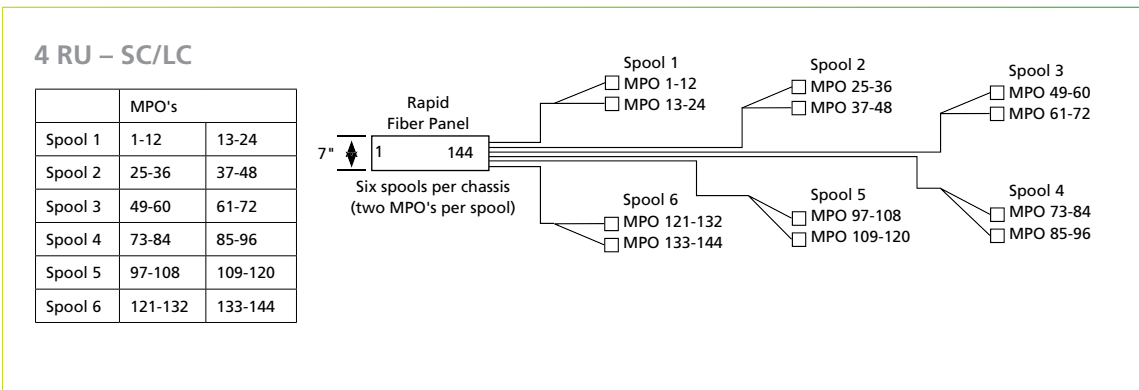 4 RU – SC/LC
MPO's
Spool 1 1-12 13-24
Spool 2 25-36 37-48
Spool 3 49-60 61-72
Spool 4 73-84 85-96
Spool 5 97-108 109-120
Spool 6 121-132 133-144
Rapid
Fiber Panel
7"
1 144
Six spools per chassis
(two MPO's per spool)
Spool 1
MPO 1-12
MPO 13-24
Spool 2
MPO 25-36
MPO 37-48
Spool 3
MPO 49-60
MPO 61-72
Spool 6
MPO 121-132
MPO 133-144
Spool 5
MPO 97-108
MPO 109-120
Spool 4
MPO 73-84
MPO 85-96